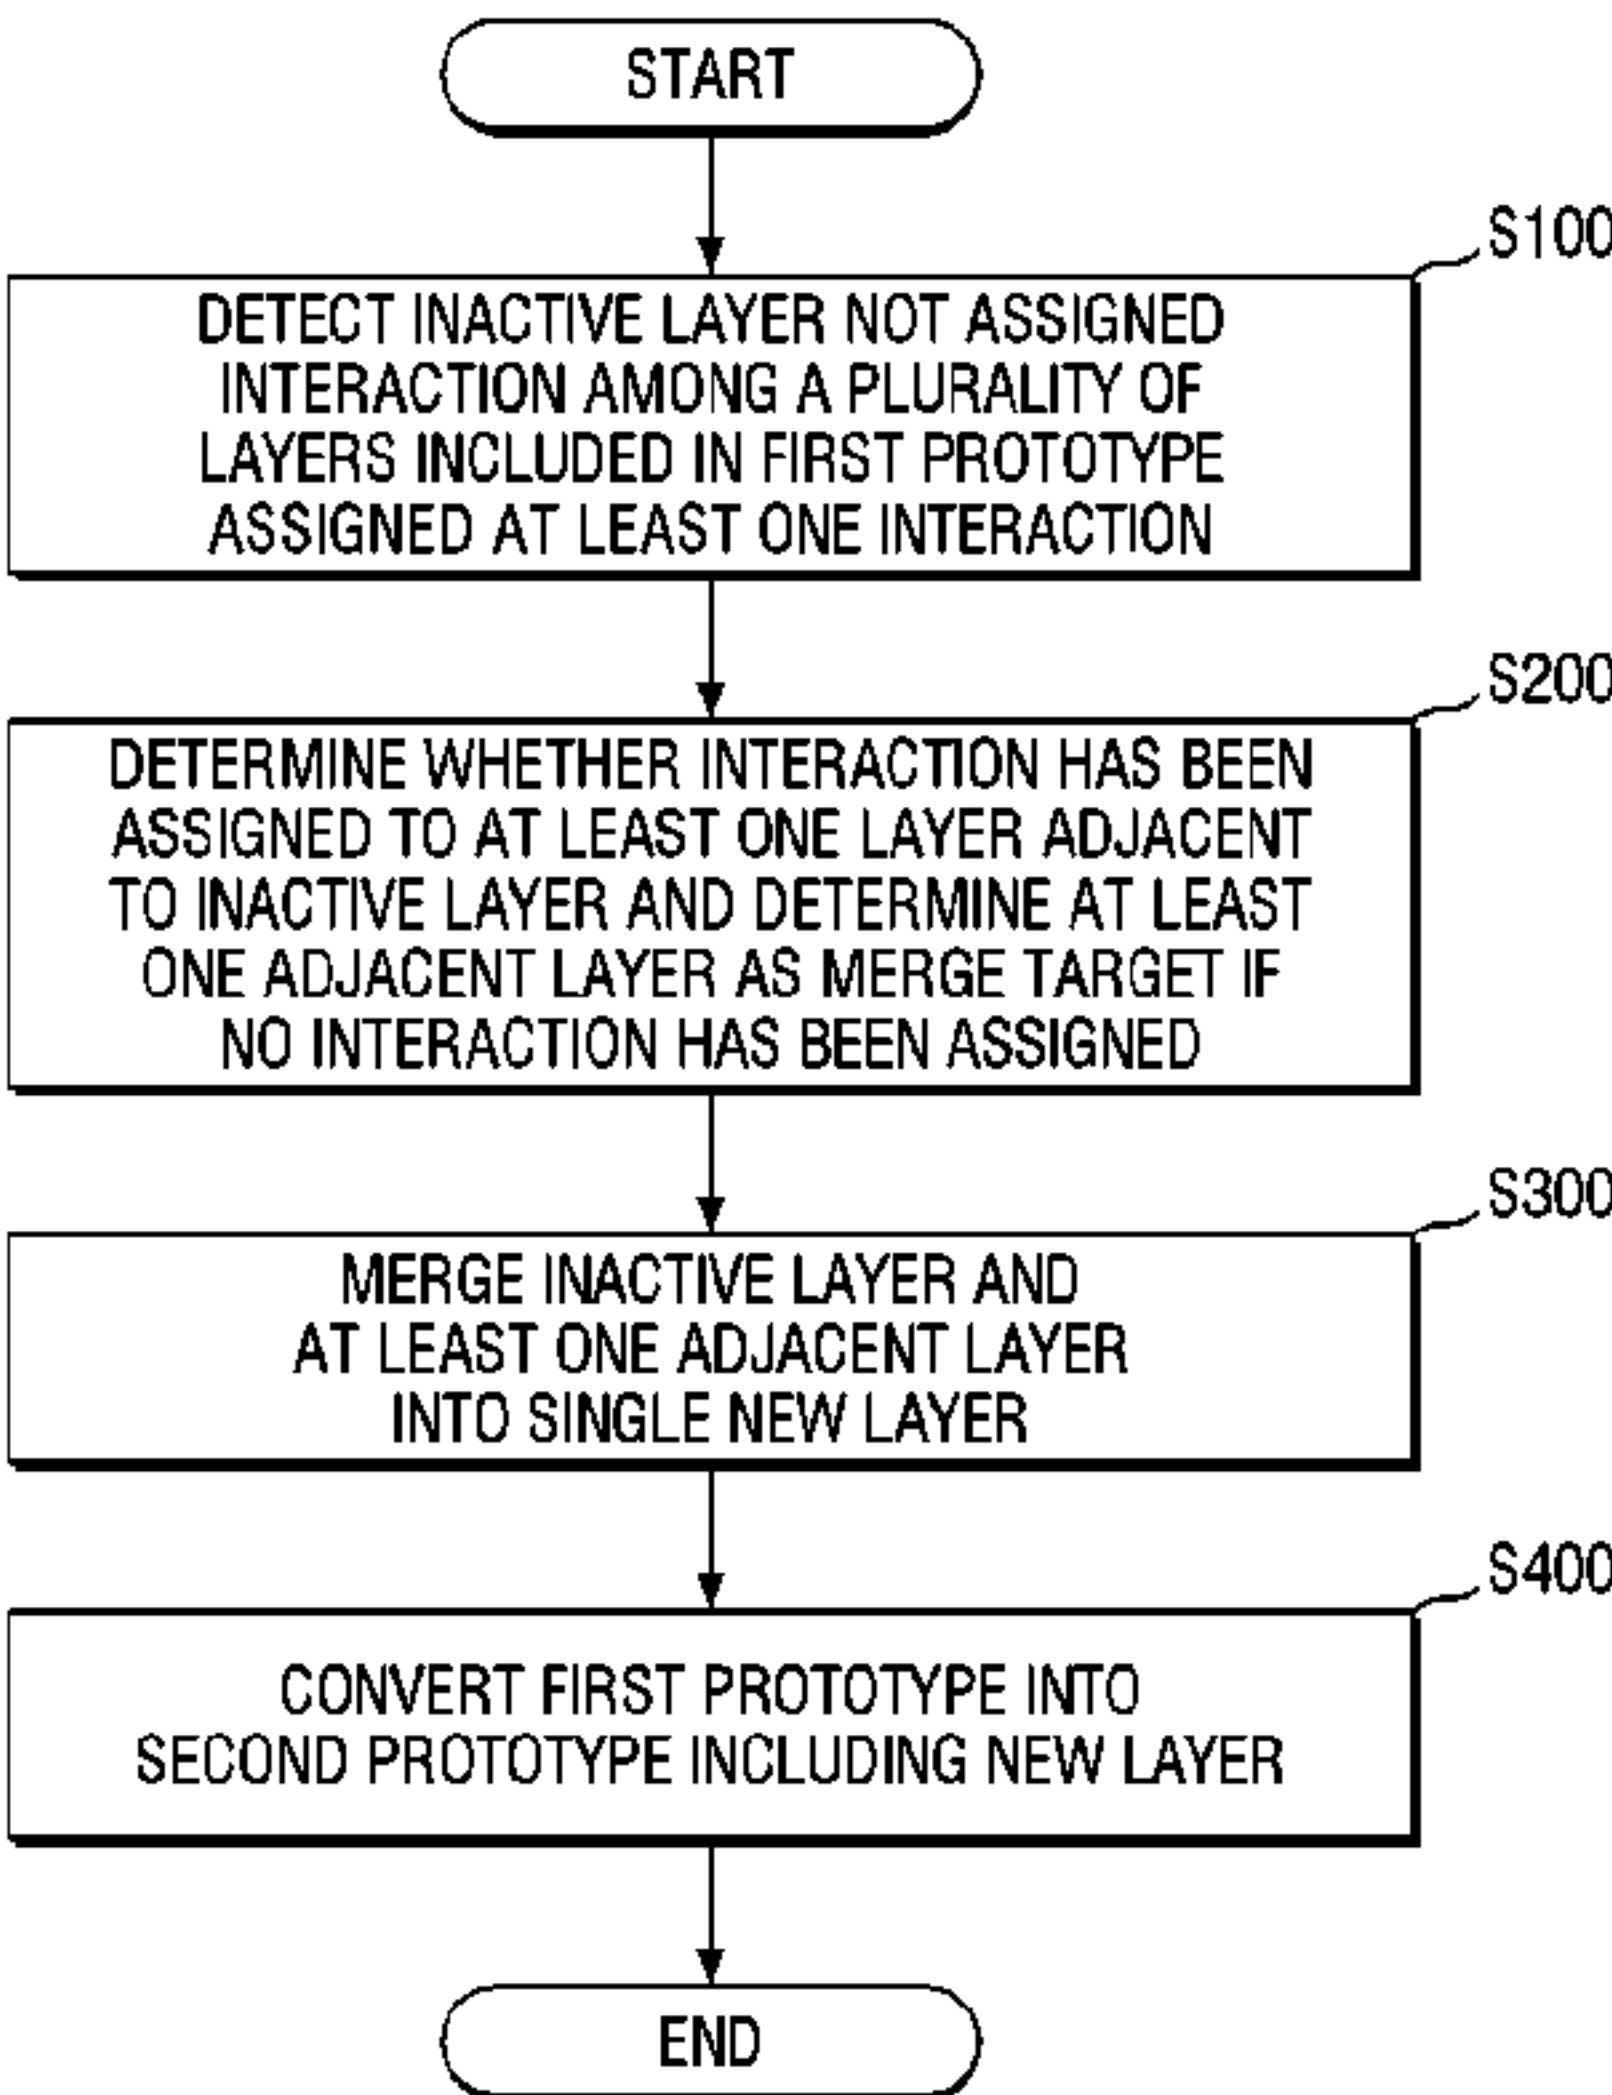 START
S100
DETECT INACTIVE LAYER NOT ASSIGNED
INTERACTION AMONG A PLURALITY OF
LAYERS INCLUDED IN FIRST PROTOTYPE
ASSIGNED AT LEAST ONE INTERACTION
S200
DETERMINE WHETHER INTERACTION HAS BEEN
ASSIGNED TO AT LEAST ONE LAYER ADJACENT
TO INACTIVE LAYER AND DETERMINE AT LEAST
ONE ADJACENT LAYER AS MERGE TARGET IF
NO INTERACTION HAS BEEN ASSIGNED
S300
MERGE INACTIVE LAYER AND
AT LEAST ONE ADJACENT LAYER
INTO SINGLE NEW LAYER
S400
CONVERT FIRST PROTOTYPE INTO
SECOND PROTOTYPE INCLUDING NEW LAYER
END